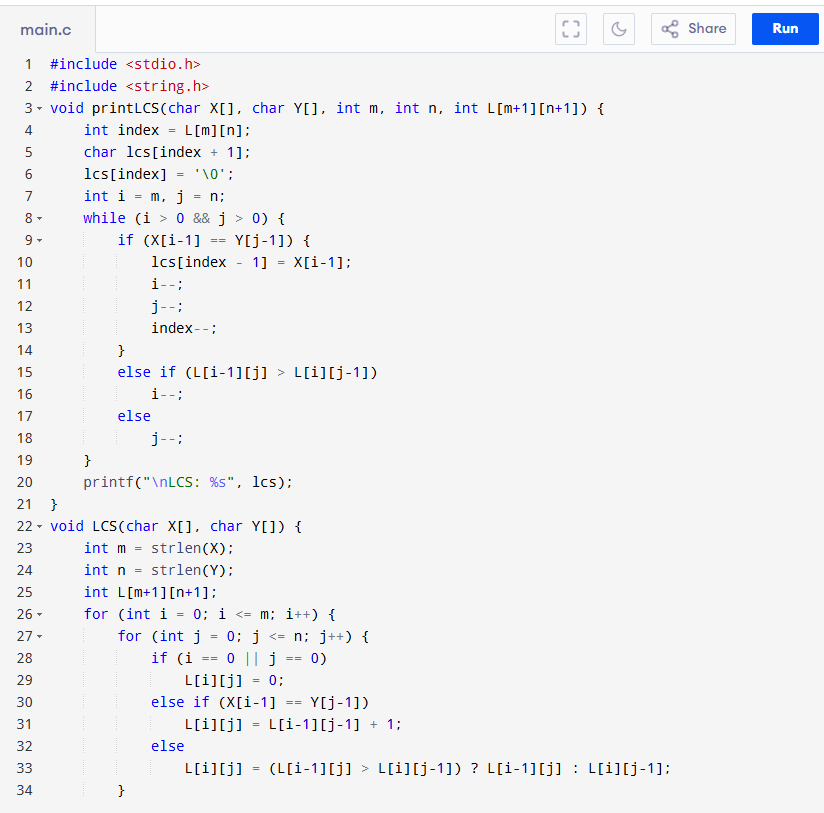 main.c
Share
Run
1 #include <stdio.h>
2 #include <string.h>
3 void printLCS(char X[], char Y[], int m, int n, int L[m+1][n+1]) {
4     int index = L[m][n];
5     char lcs[index + 1];
6     lcs[index] = '\0';
7     int i = m, j = n;
8     while (i > 0 && j > 0) {
9         if (X[i-1] == Y[j-1]) {
10             lcs[index - 1] = X[i-1];
11             i--;
12             j--;
13             index--;
14         }
15         else if (L[i-1][j] > L[i][j-1])
16             i--;
17         else
18             j--;
19     }
20     printf("\nLCS: %s", lcs);
21 }
22 void LCS(char X[], char Y[]) {
23     int m = strlen(X);
24     int n = strlen(Y);
25     int L[m+1][n+1];
26     for (int i = 0; i <= m; i++) {
27         for (int j = 0; j <= n; j++) {
28             if (i == 0 || j == 0)
29                 L[i][j] = 0;
30             else if (X[i-1] == Y[j-1])
31                 L[i][j] = L[i-1][j-1] + 1;
32             else
33                 L[i][j] = (L[i-1][j] > L[i][j-1]) ? L[i-1][j] : L[i][j-1];
34         }